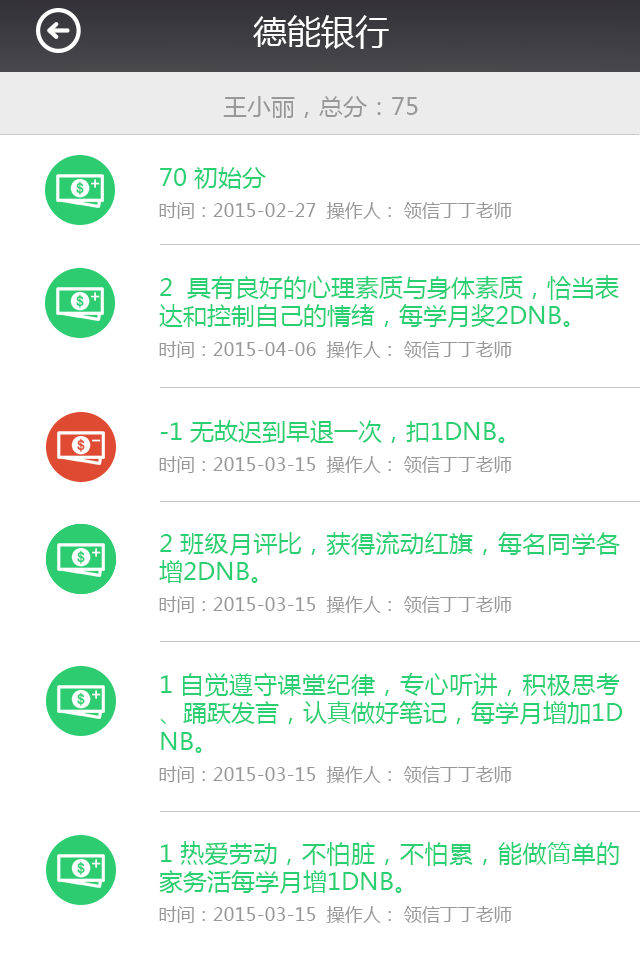 德能银行
王小丽，总分：75
70 初始分
时间：2015-02-27 操作人： 领信丁丁老师
2 具有良好的心理素质与身体素质，恰当表
达和控制自己的情绪，每学月奖2DNB。
时间：2015-04-06 操作人： 领信丁丁老师
-1 无故迟到早退一次，扣1DNB。
时间：2015-03-15 操作人： 领信丁丁老师
2 班级月评比，获得流动红旗，每名同学各
增2DNB。
时间：2015-03-15 操作人： 领信丁丁老师
1 自觉遵守课堂纪律，专心听讲，积极思考
、踊跃发言，认真做好笔记，每学月增加1D
NB。
时间：2015-03-15 操作人： 领信丁丁老师
1 热爱劳动，不怕脏，不怕累，能做简单的
家务活每学月增1DNB。
时间：2015-03-15 操作人： 领信丁丁老师